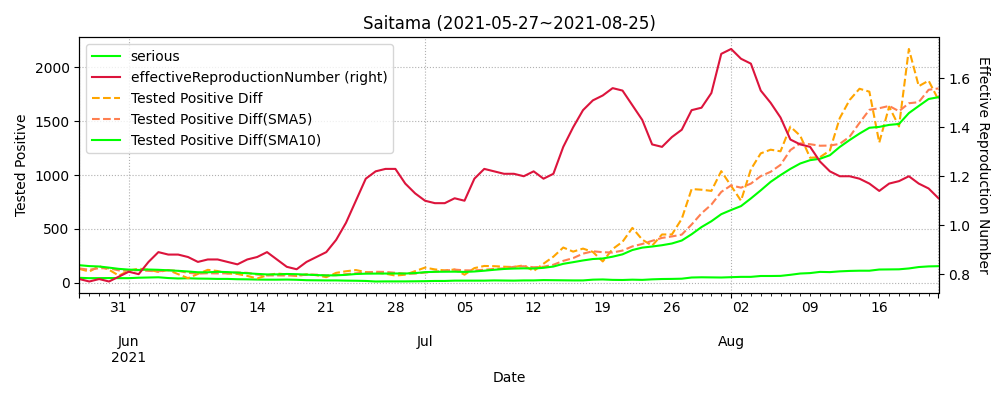 Saitama (2021-05-27~2021-08-25)
serious
effectiveReproductionNumber (right)
Tested Positive Diff
Tested Positive Diff(SMA5)
Tested Positive Diff(SMA10)
Tested Positive
2000
1500
1000
500
0
Effective Reproduction Number
1.6
1.4
1.2
1.0
0.8
31 07 14 21 28 05 12 19 26 02 09 16
Jun Jul Aug
2021
Date